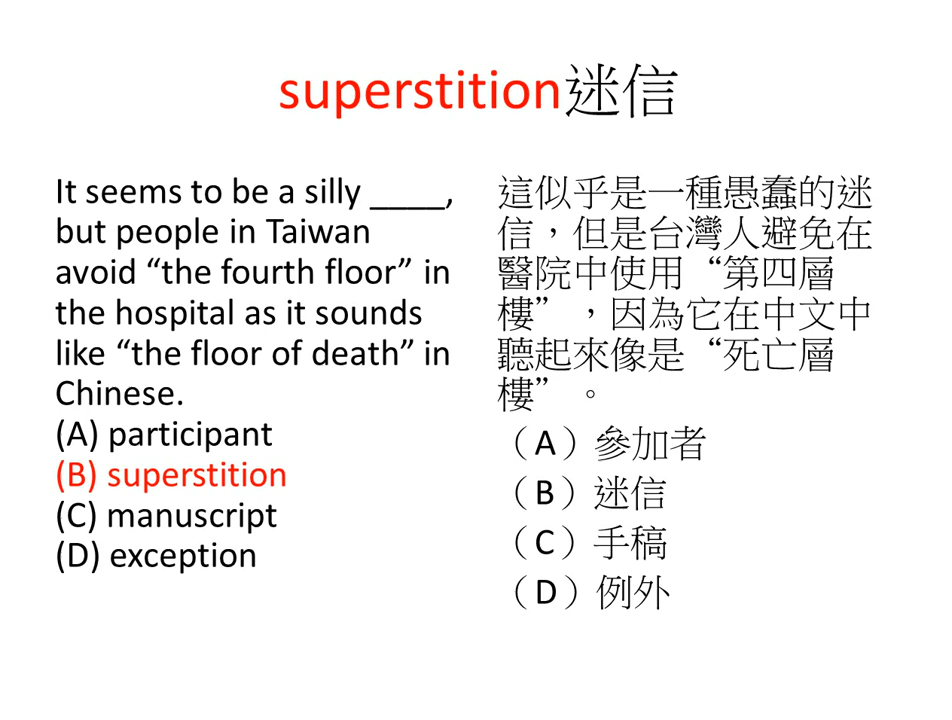 superstition迷信
It seems to be a silly ____,
but people in Taiwan
avoid “the fourth floor” in
the hospital as it sounds
like “the floor of death” in
Chinese.
(A) participant
(B) superstition
(C) manuscript
(D) exception
這似乎是一種愚蠢的迷
信，但是台灣人避免在
醫院中使用“第四層
樓”，因為它在中文中
聽起來像是“死亡層
樓”。
（A）參加者
（B）迷信
（C）手稿
（D）例外